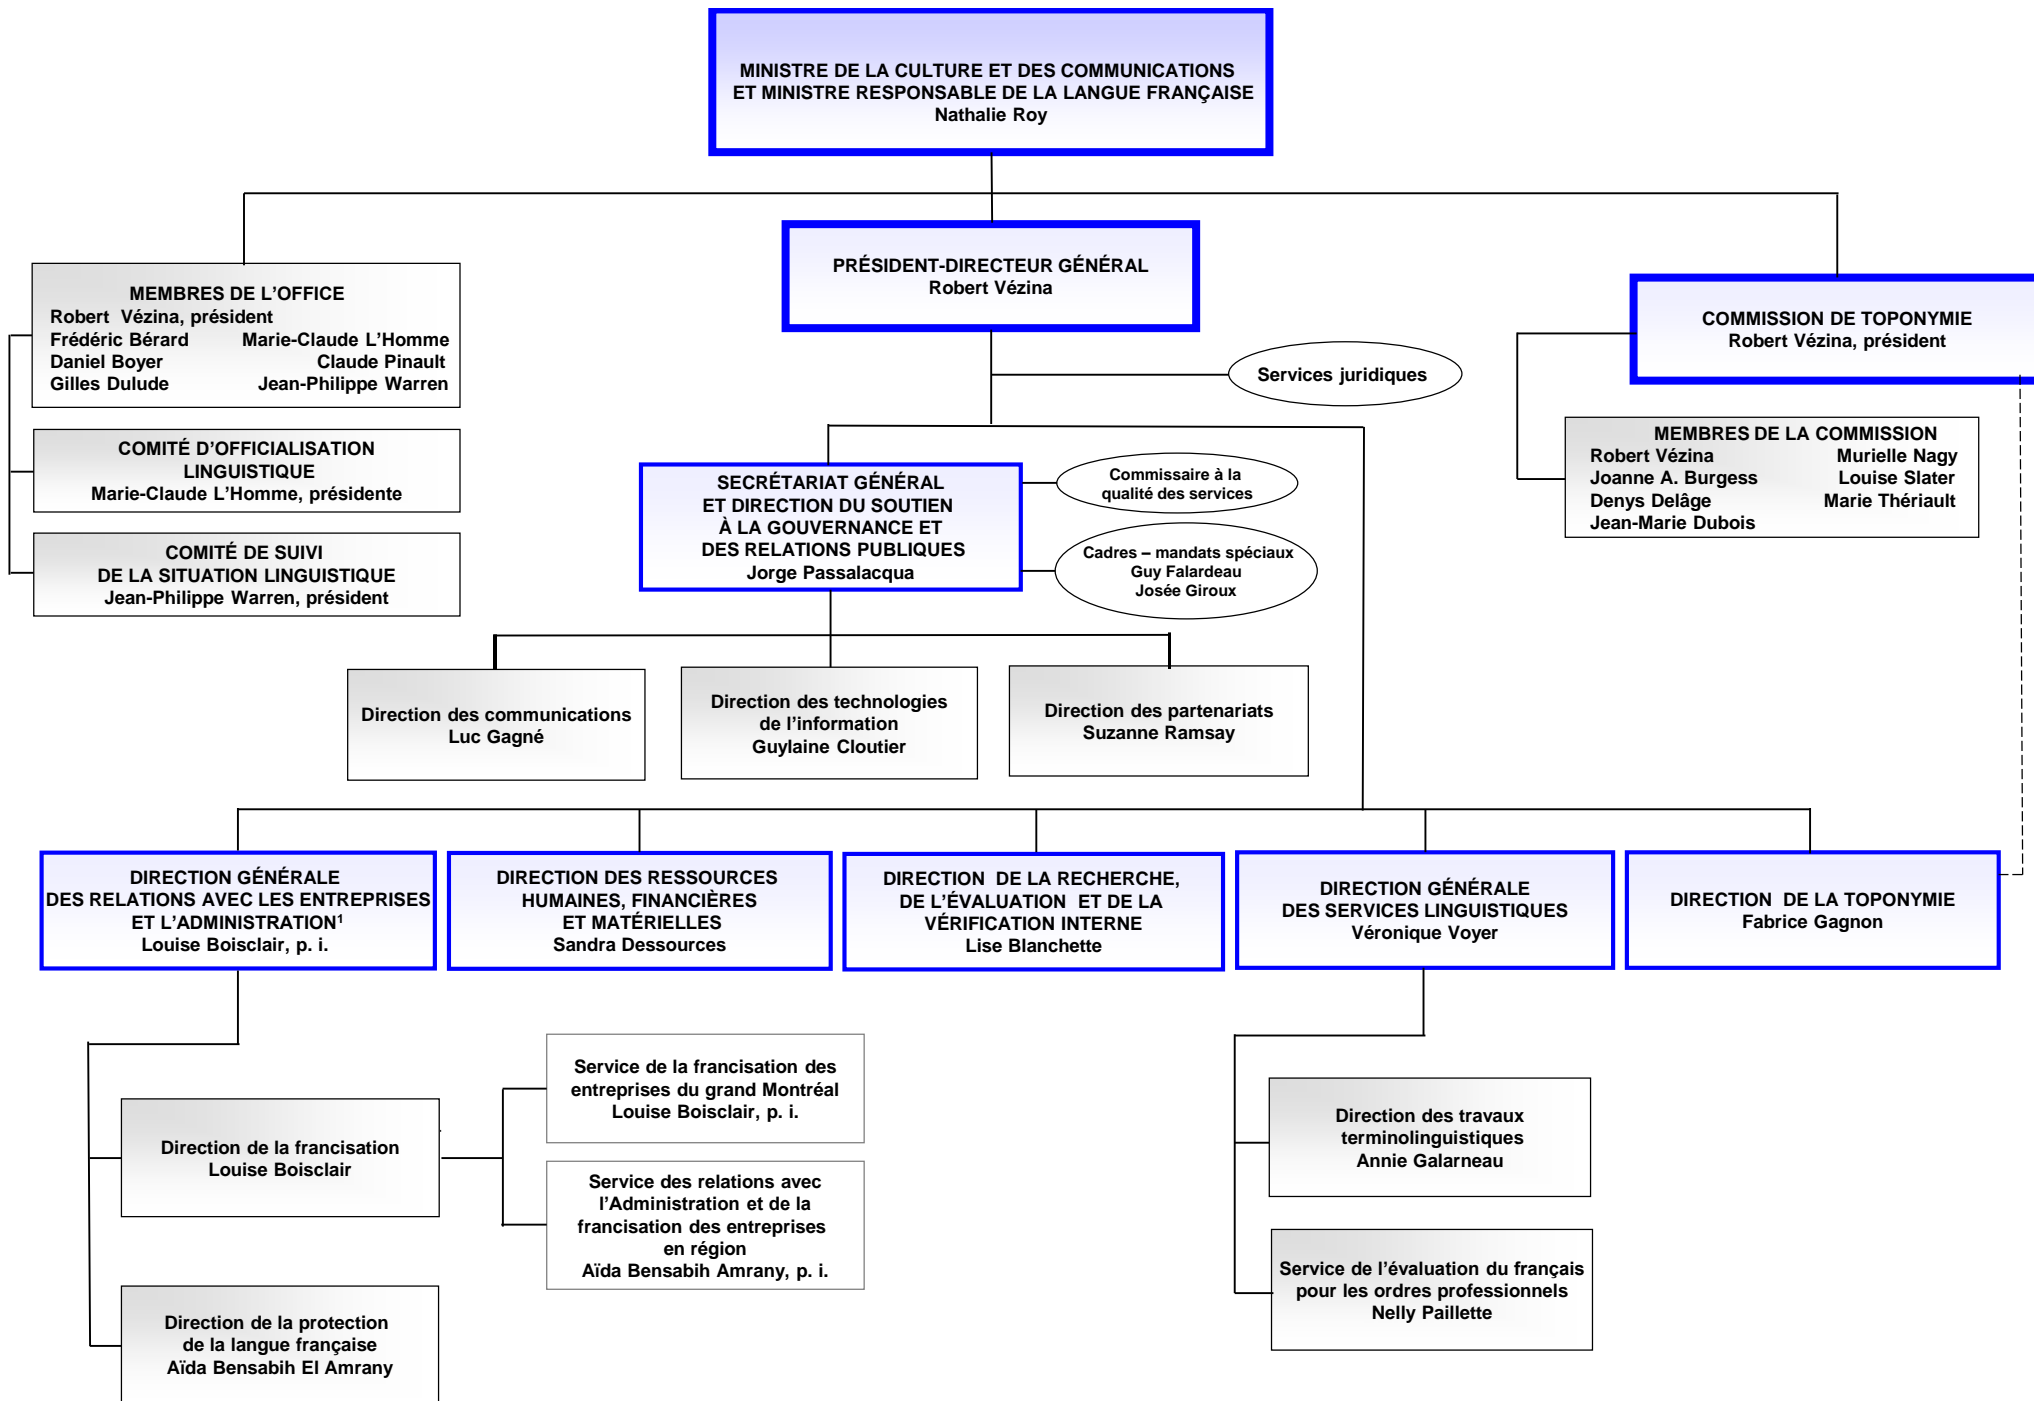 MINISTRE DE LA CULTURE ET DES COMMUNICATIONS
ET MINISTRE RESPONSABLE DE LA LANGUE FRANÇAISE
Nathalie Roy
PRÉSIDENT-DIRECTEUR GÉNÉRAL
Robert Vézina
MEMBRES DE L’OFFICE
Robert Vézina, président
Frédéric Bérard Marie-Claude L’Homme
Daniel Boyer Claude Pinault
Gilles Dulude Jean-Philippe Warren
COMITÉ D’OFFICIALISATION
LINGUISTIQUE
Marie-Claude L’Homme, présidente
COMITÉ DE SUIVI
DE LA SITUATION LINGUISTIQUE
Jean-Philippe Warren, président
COMMISSION DE TOPONYMIE
Robert Vézina, président
MEMBRES DE LA COMMISSION
Robert Vézina Murielle Nagy
Joanne A. Burgess Louise Slater
Denys Delâge Marie Thériault
Jean-Marie Dubois
Services juridiques
SECRÉTARIAT GÉNÉRAL
ET DIRECTION DU SOUTIEN
À LA GOUVERNANCE ET
DES RELATIONS PUBLIQUES
Jorge Passalacqua
Commissaire à la
qualité des services
Cadres – mandats spéciaux
Guy Falardeau
Josée Giroux
Direction des communications
Luc Gagné
Direction des technologies
de l’information
Guylaine Cloutier
Direction des partenariats
Suzanne Ramsay
DIRECTION GÉNÉRALE
DES RELATIONS AVEC LES ENTREPRISES
ET L’ADMINISTRATION¹
Louise Boisclair, p. i.
DIRECTION DES RESSOURCES
HUMAINES, FINANCIÈRES
ET MATÉRIELLES
Sandra Dessources
DIRECTION DE LA RECHERCHE,
DE L’ÉVALUATION ET DE LA
VÉRIFICATION INTERNE
Lise Blanchette
DIRECTION GÉNÉRALE
DES SERVICES LINGUISTIQUES
Véronique Voyer
DIRECTION DE LA TOPONYMIE
Fabrice Gagnon
Direction de la francisation
Louise Boisclair
Service de la francisation des
entreprises du grand Montréal
Louise Boisclair, p. i.
Service des relations avec
l’Administration et de la
francisation des entreprises
en région
Aïda Bensabih Amrany, p. i.
Direction de la protection
de la langue française
Aïda Bensabih El Amrany
Direction des travaux
terminolinguistiques
Annie Galarneau
Service de l’évaluation du français
pour les ordres professionnels
Nelly Paillette